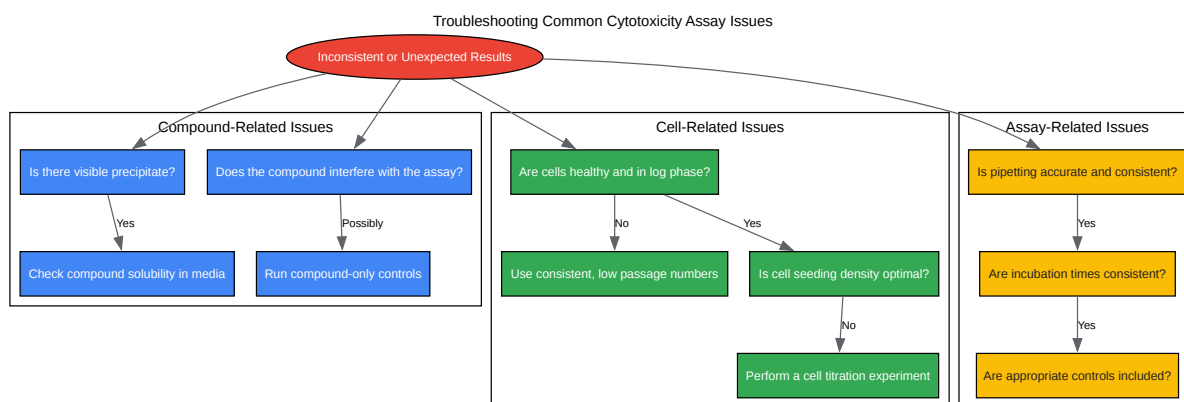 Troubleshooting Common Cytotoxicity Assay Issues
Inconsistent or Unexpected Results
Compound-Related Issues
Is there visible precipitate?
Does the compound interfere with the assay?
Yes
Possibly
Check compound solubility in media
Run compound-only controls
Cell-Related Issues
Are cells healthy and in log phase?
No
Yes
Use consistent, low passage numbers
Is cell seeding density optimal?
No
Perform a cell titration experiment
Assay-Related Issues
Is pipetting accurate and consistent?
Yes
Are incubation times consistent?
Yes
Are appropriate controls included?